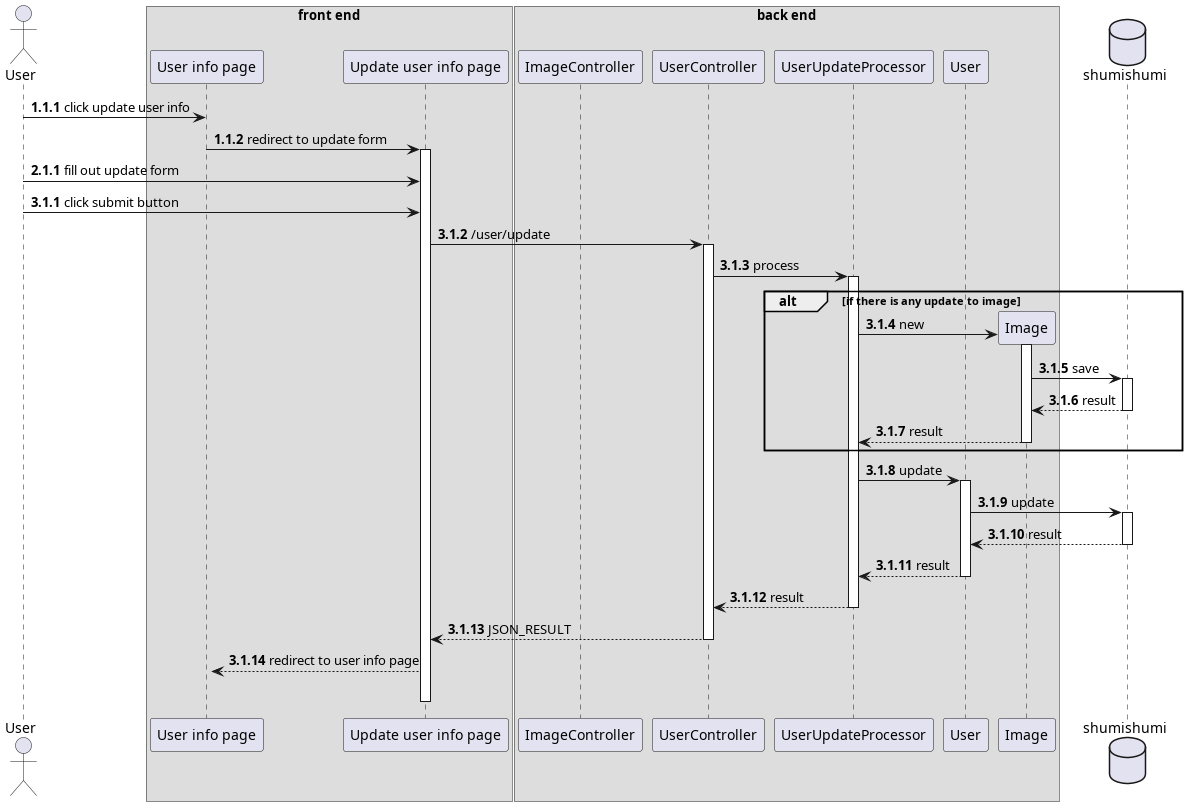 front end
back end
User
User info page
Update user info page
ImageController
UserController
UserUpdateProcessor
User
shumishumi
1.1.1 click update user info
1.1.2 redirect to update form
2.1.1 fill out update form
3.1.1 click submit button
3.1.2 /user/update
3.1.3 process
alt
[if there is any update to image]
3.1.4 new
Image
3.1.5 save
3.1.6 result
3.1.7 result
3.1.8 update
3.1.9 update
3.1.10 result
3.1.11 result
3.1.12 result
3.1.13 JSON_RESULT
3.1.14 redirect to user info page
User
User info page
Update user info page
ImageController
UserController
UserUpdateProcessor
User
Image
shumishumi